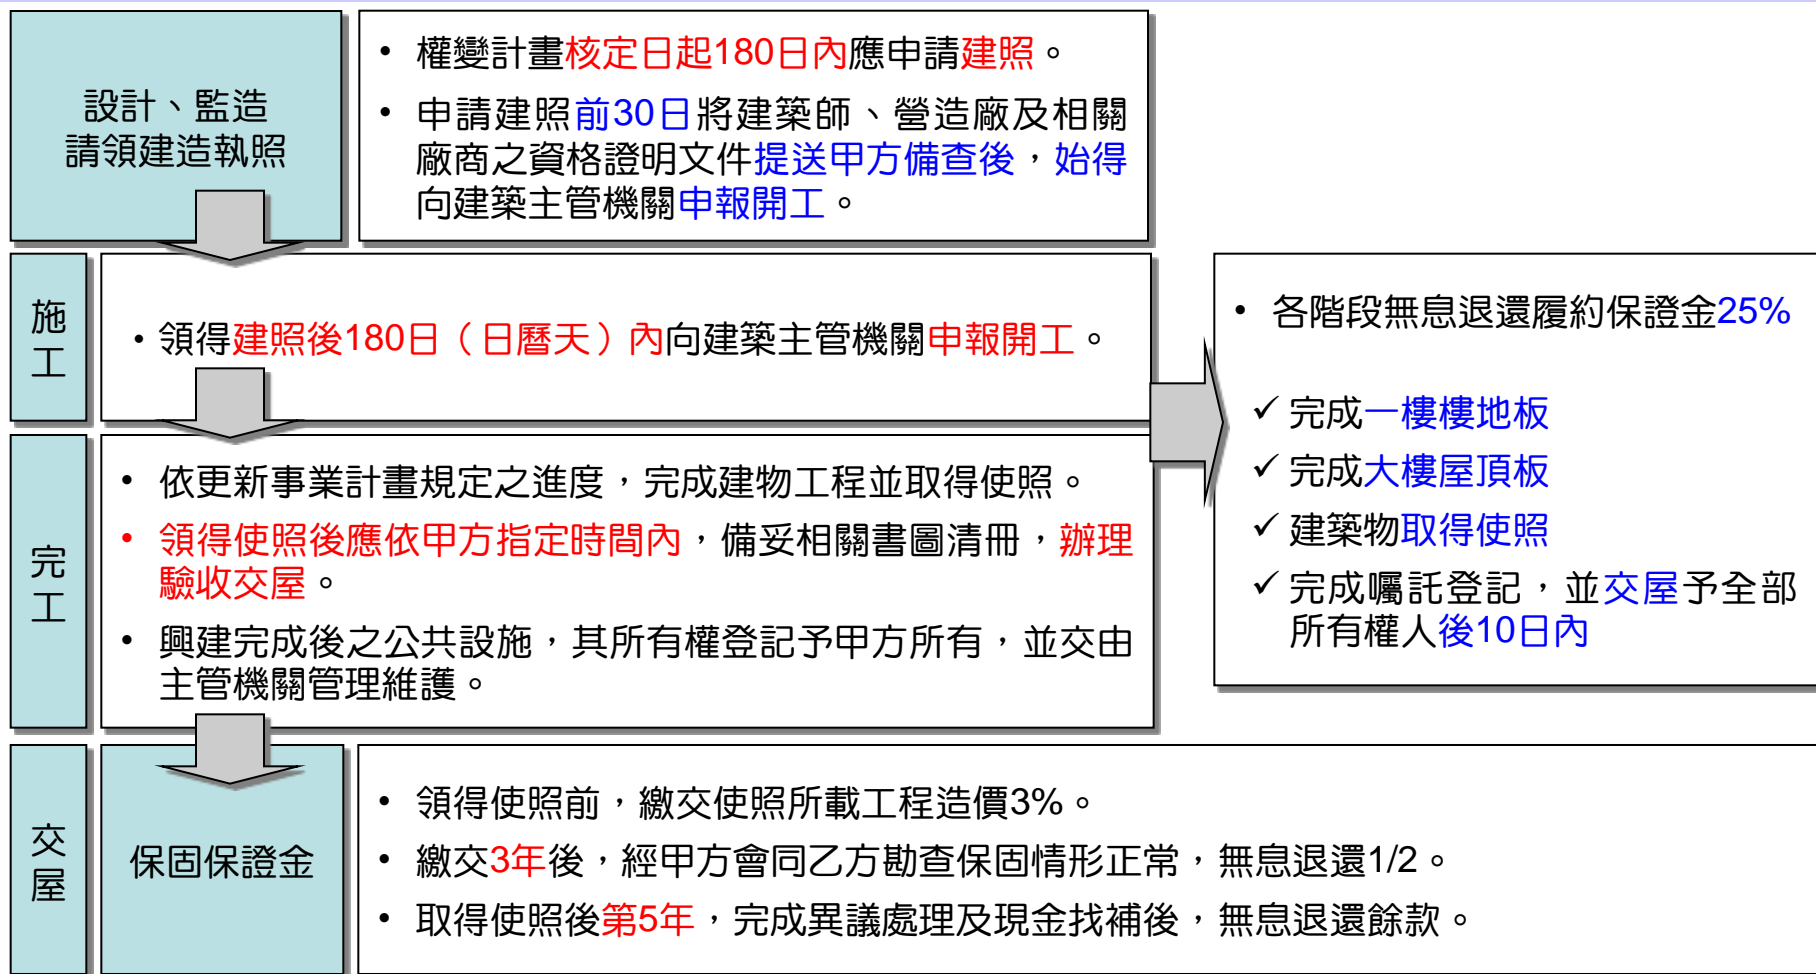 設計、監造
請領建造執照
• 權變計畫核定日起180日內應申請建照。
• 申請建照前30日將建築師、營造廠及相關
廠商之資格證明文件提送甲方備查後，始得
向建築主管機關申報開工。
施
工
• 領得建照後180日（日曆天）內向建築主管機關申報開工。
• 各階段無息退還履約保證金25%
✓ 完成一樓樓地板
✓ 完成大樓屋頂板
✓ 建築物取得使照
✓ 完成囑託登記，並交屋予全部
所有權人後10日內
完
工
• 依更新事業計畫規定之進度，完成建物工程並取得使照。
• 領得使照後應依甲方指定時間內，備妥相關書圖清冊，辦理
驗收交屋。
• 興建完成後之公共設施，其所有權登記予甲方所有，並交由
主管機關管理維護。
交
屋
保固保證金
• 領得使照前，繳交使照所載工程造價3%。
• 繳交3年後，經甲方會同乙方勘查保固情形正常，無息退還1/2。
• 取得使照後第5年，完成異議處理及現金找補後，無息退還餘款。